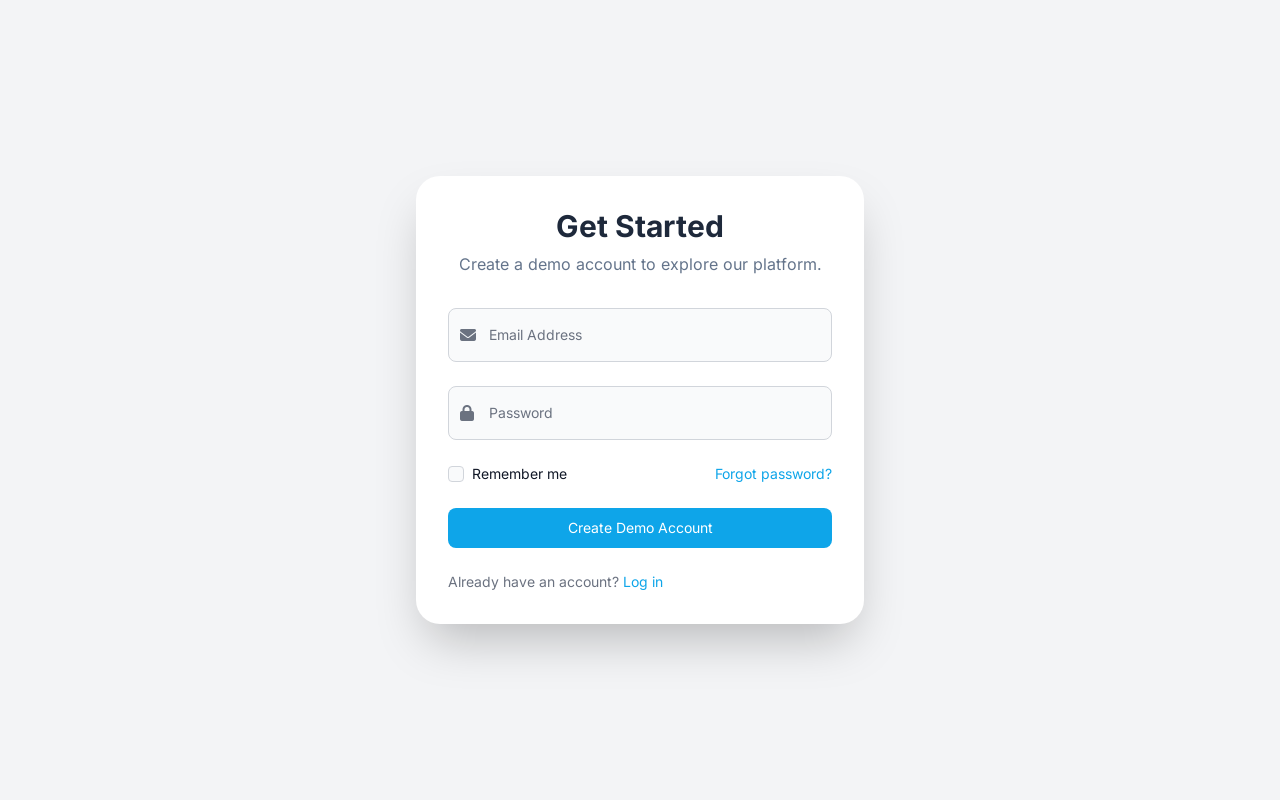 Get Started
Create a demo account to explore our platform.
Email Address
Password
Remember me
Forgot password?
Create Demo Account
Already have an account? Log in